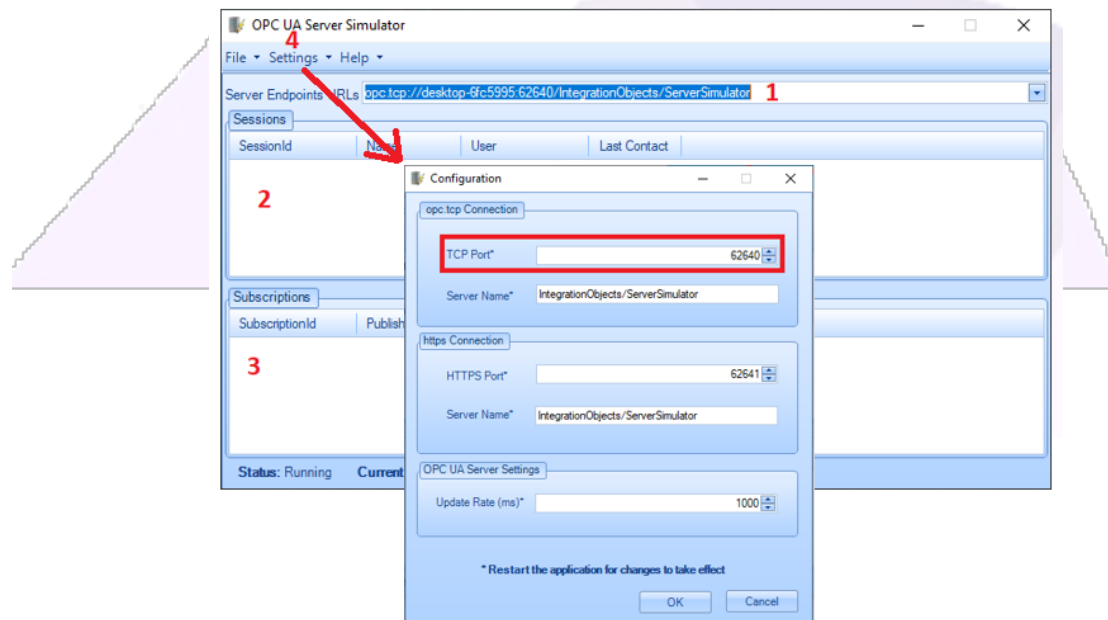 OPC UA Server Simulator
4
File Settings Help
Server Endpoints URLs opc.tcp://desktop-6fc5995:62640/IntegrationObjects/ServerSimulator 1
Sessions
SessionId Name User Last Contact
2
Configuration
opc.tcp Connection
TCP Port* 62640
Server Name* IntegrationObjects/ServerSimulator
Subscriptions
SubscriptionId Publish
3
https Connection
HTTPS Port* 62641
Server Name* IntegrationObjects/ServerSimulator
Status: Running Current
OPC UA Server Settings
Update Rate (ms)* 1000
* Restart the application for changes to take effect
OK Cancel